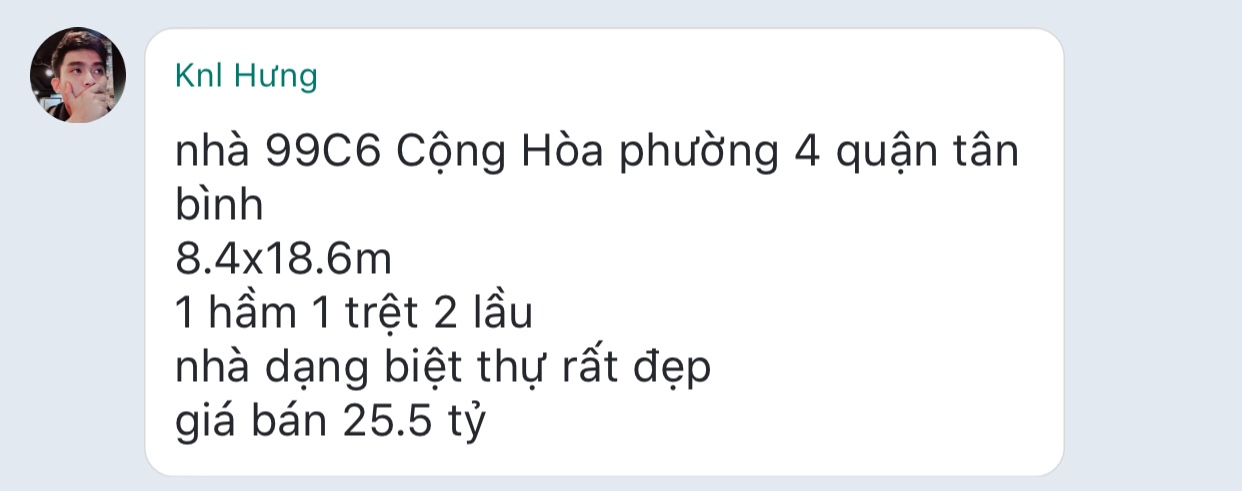 Knl Hưng
nhà 99C6 Cộng Hòa phường 4 quận tân
bình
8.4x18.6m
1 hầm 1 trệt 2 lầu
nhà dạng biệt thự rất đẹp
giá bán 25.5 tỷ